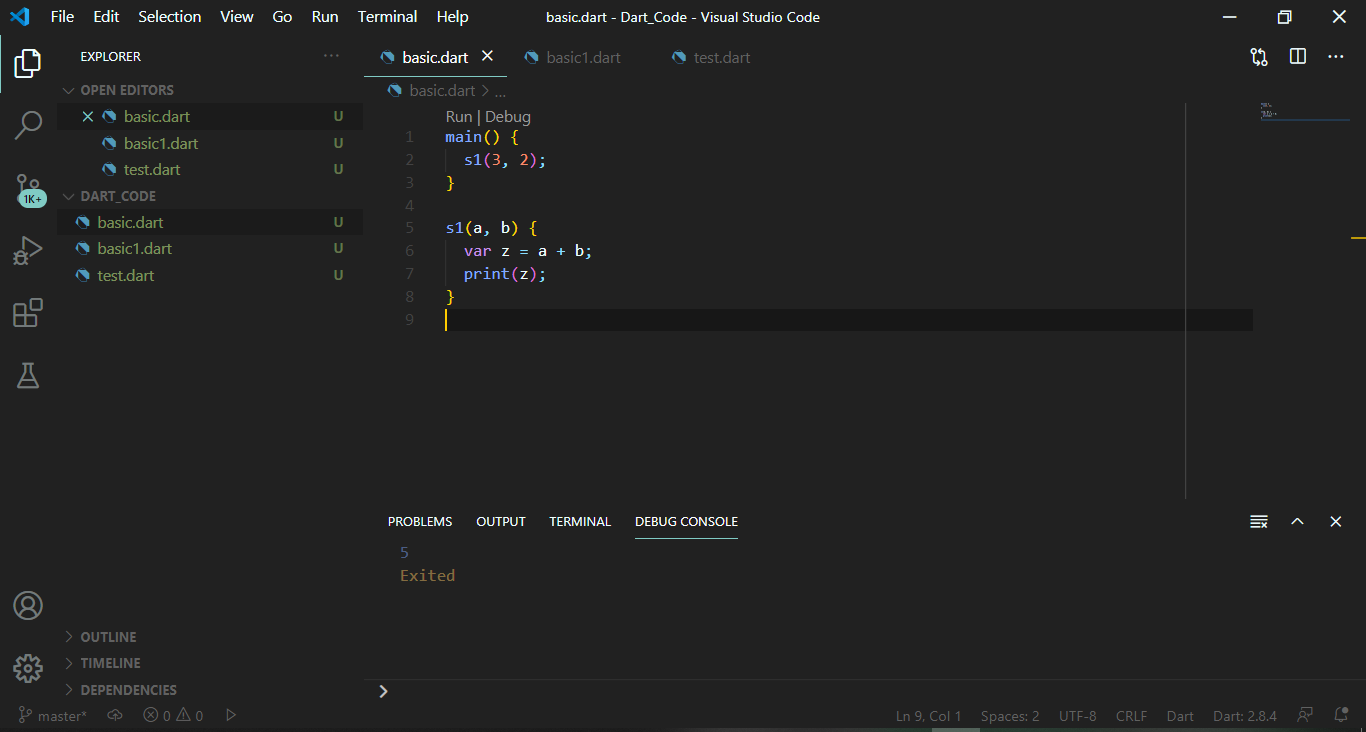 File Edit Selection View Go Run Terminal Help basic.dart - Dart_Code - Visual Studio Code
EXPLORER ...
OPEN EDITORS
basic.dart U
basic1.dart U
test.dart U
DART_CODE
basic.dart U
basic1.dart U
test.dart U
1K+
OUTLINE
TIMELINE
DEPENDENCIES
basic.dart basic1.dart test.dart
basic.dart > ...
Run | Debug
1 main() {
2   s1(3, 2);
3 }
4
5 s1(a, b) {
6   var z = a + b;
7   print(z);
8 }
9
PROBLEMS OUTPUT TERMINAL DEBUG CONSOLE
5
Exited
master* 0 0 Ln 9, Col 1 Spaces: 2 UTF-8 CRLF Dart Dart: 2.8.4